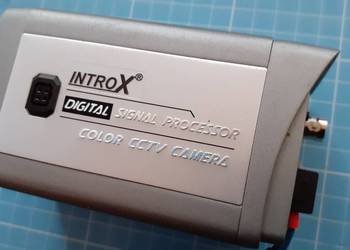 INTROX®
DIGITAL SIGNAL PROCESSOR
COLOR CCTV CAMERA